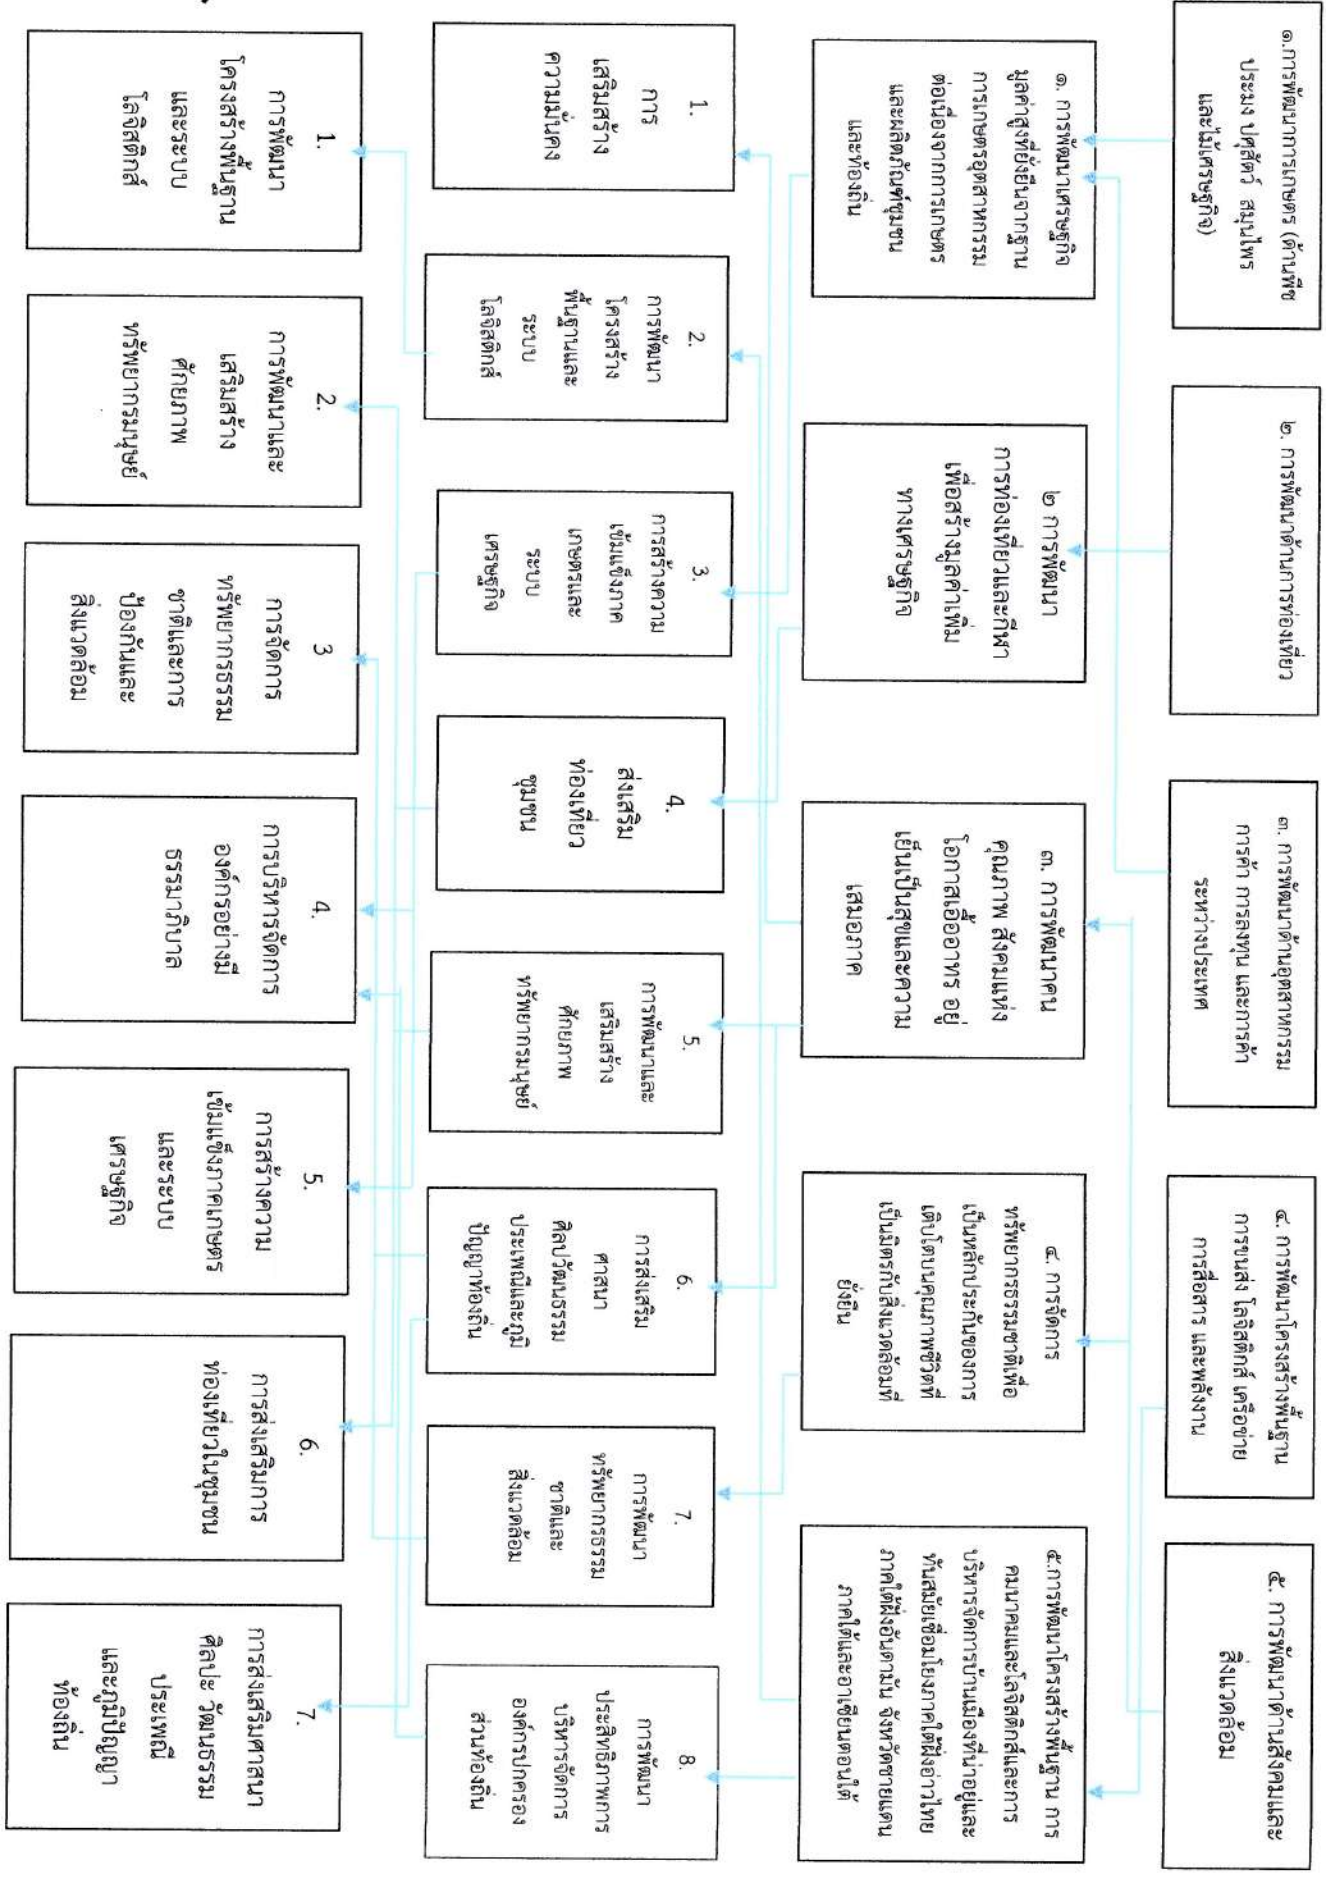 ๑.การพัฒนาการเกษตร (ด้านพืช
ประมง ปศุสัตว์ สมุนไพร
และไม้เศรษฐกิจ)
๒. การพัฒนาด้านการท่องเที่ยว
๓. การพัฒนาด้านอุตสาหกรรม
การค้า การลงทุน และการค้า
ระหว่างประเทศ
๔. การพัฒนาโครงสร้างพื้นฐาน
การขนส่ง โลจิสติกส์ เครือข่าย
การสื่อสาร และพลังงาน
๕. การพัฒนาด้านสังคมและ
สิ่งแวดล้อม
๑. การพัฒนาเศรษฐกิจ
มูลค่าสูงที่ยั่งยืนจากฐาน
การเกษตรอุตสาหกรรม
ต่อเนื่องจากการเกษตร
และผลิตภัณฑ์ชุมชน
และท้องถิ่น
๒ การพัฒนา
การท่องเที่ยวและกีฬา
เพื่อสร้างมูลค่าเพิ่ม
ทางเศรษฐกิจ
๓. การพัฒนาคน
คุณภาพ สังคมแห่ง
โอกาสเอื้ออาทร อยู่
เย็นเป็นสุขและความ
เสมอภาค
๔. การจัดการ
ทรัพยากรธรรมชาติเพื่อ
เป็นหลักประกันของการ
เติบโตบนคุณภาพชีวิตที่
เป็นมิตรกับสิ่งแวดล้อมที่
ยั่งยืน
๕.การพัฒนาโครงสร้างพื้นฐาน การ
คมนาคมและโลจิสติกส์และการ
บริหารจัดการบ้านเมืองที่น่าอยู่และ
ทันสมัยเชื่อมโยงภาคใต้ฝั่งอ่าวไทย
ภาคใต้ฝั่งอันดามัน จังหวัดชายแดน
ภาคใต้และอาเซียนตอนใต้
1.
การ
เสริมสร้าง
ความมั่นคง
2.
การพัฒนา
โครงสร้าง
พื้นฐานและ
ระบบ
โลจิสติกส์
3.
การสร้างความ
เข้มแข็งภาค
เกษตรและ
ระบบ
เศรษฐกิจ
4.
ส่งเสริม
ท่องเที่ยว
ชุมชน
5.
การพัฒนาและ
เสริมสร้าง
ศักยภาพ
ทรัพยากรมนุษย์
6.
การส่งเสริม
ศาสนา
ศิลปวัฒนธรรม
ประเพณีและภูมิ
ปัญญาท้องถิ่น
7.
การพัฒนา
ทรัพยากรธรรม
ชาติและ
สิ่งแวดล้อม
8.
การพัฒนา
ประสิทธิภาพการ
บริหารจัดการ
องค์กรปกครอง
ส่วนท้องถิ่น
1.
การพัฒนา
โครงสร้างพื้นฐาน
และระบบ
โลจิสติกส์
2.
การพัฒนาและ
เสริมสร้าง
ศักยภาพ
ทรัพยากรมนุษย์
3
การจัดการ
ทรัพยากรธรรม
ชาติและการ
ป้องกันและ
สิ่งแวดล้อม
4.
การบริหารจัดการ
องค์กรอย่างมี
ธรรมาภิบาล
5.
การสร้างความ
เข้มแข็งภาคเกษตร
และระบบ
เศรษฐกิจ
6.
การส่งเสริมการ
ท่องเที่ยวในชุมชน
7.
การส่งเสริมศาสนา
ศิลปะ วัฒนธรรม
ประเพณี
และภูมิปัญญา
ท้องถิ่น